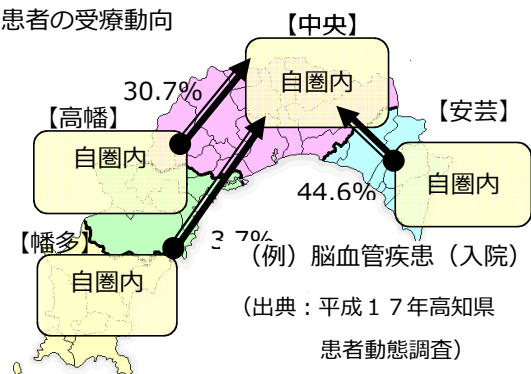 患者の受療動向
【中央】
自圏内
30.7%
【高幡】
自圏内
【安芸】
自圏内
44.6%
3.7%
【幡多】
自圏内
（例）脳血管疾患（入院）
（出典：平成１７年高知県
患者動態調査）